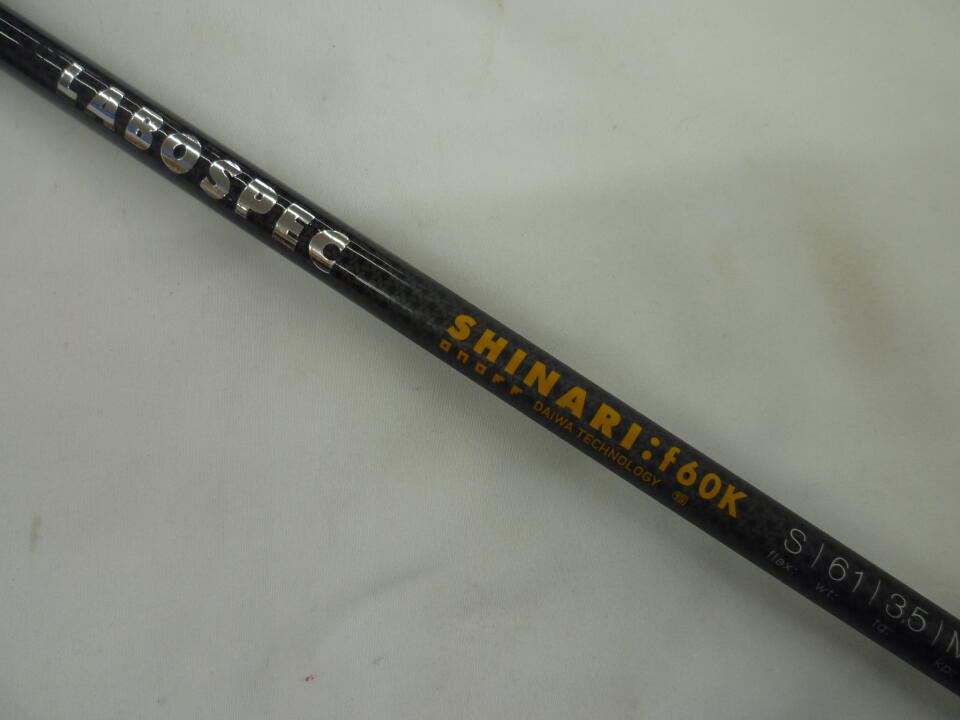 LABOSPEC
SHINARI:f60K
onoff DAIWA TECHNOLOGY
S | 61 | 3.5 |
flex: wt: tq: kp